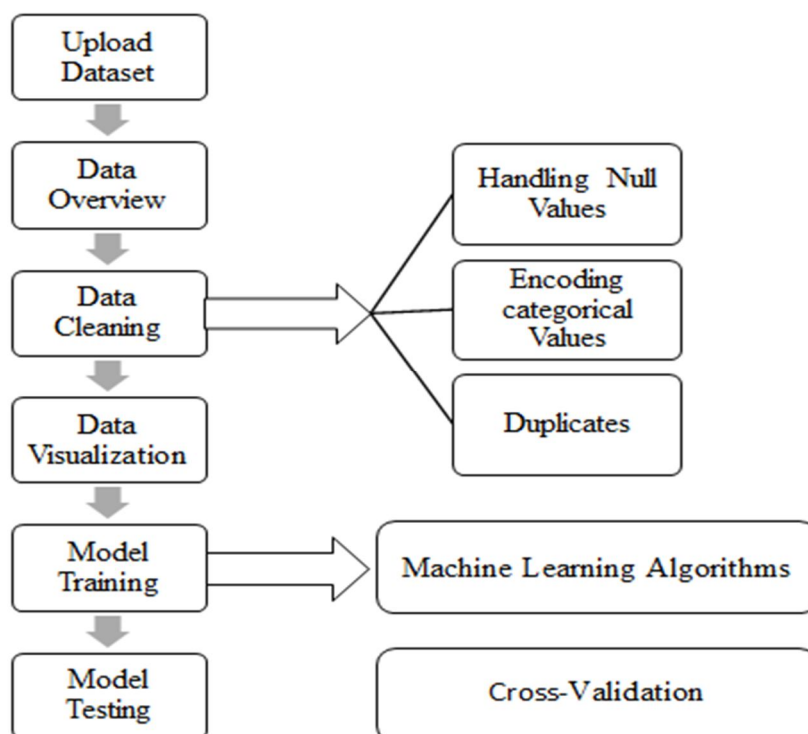 Upload
Dataset
Data
Overview
Data
Cleaning
Data
Visualization
Model
Training
Model
Testing
Handling Null
Values
Encoding
categorical
Values
Duplicates
Machine Learning Algorithms
Cross-Validation